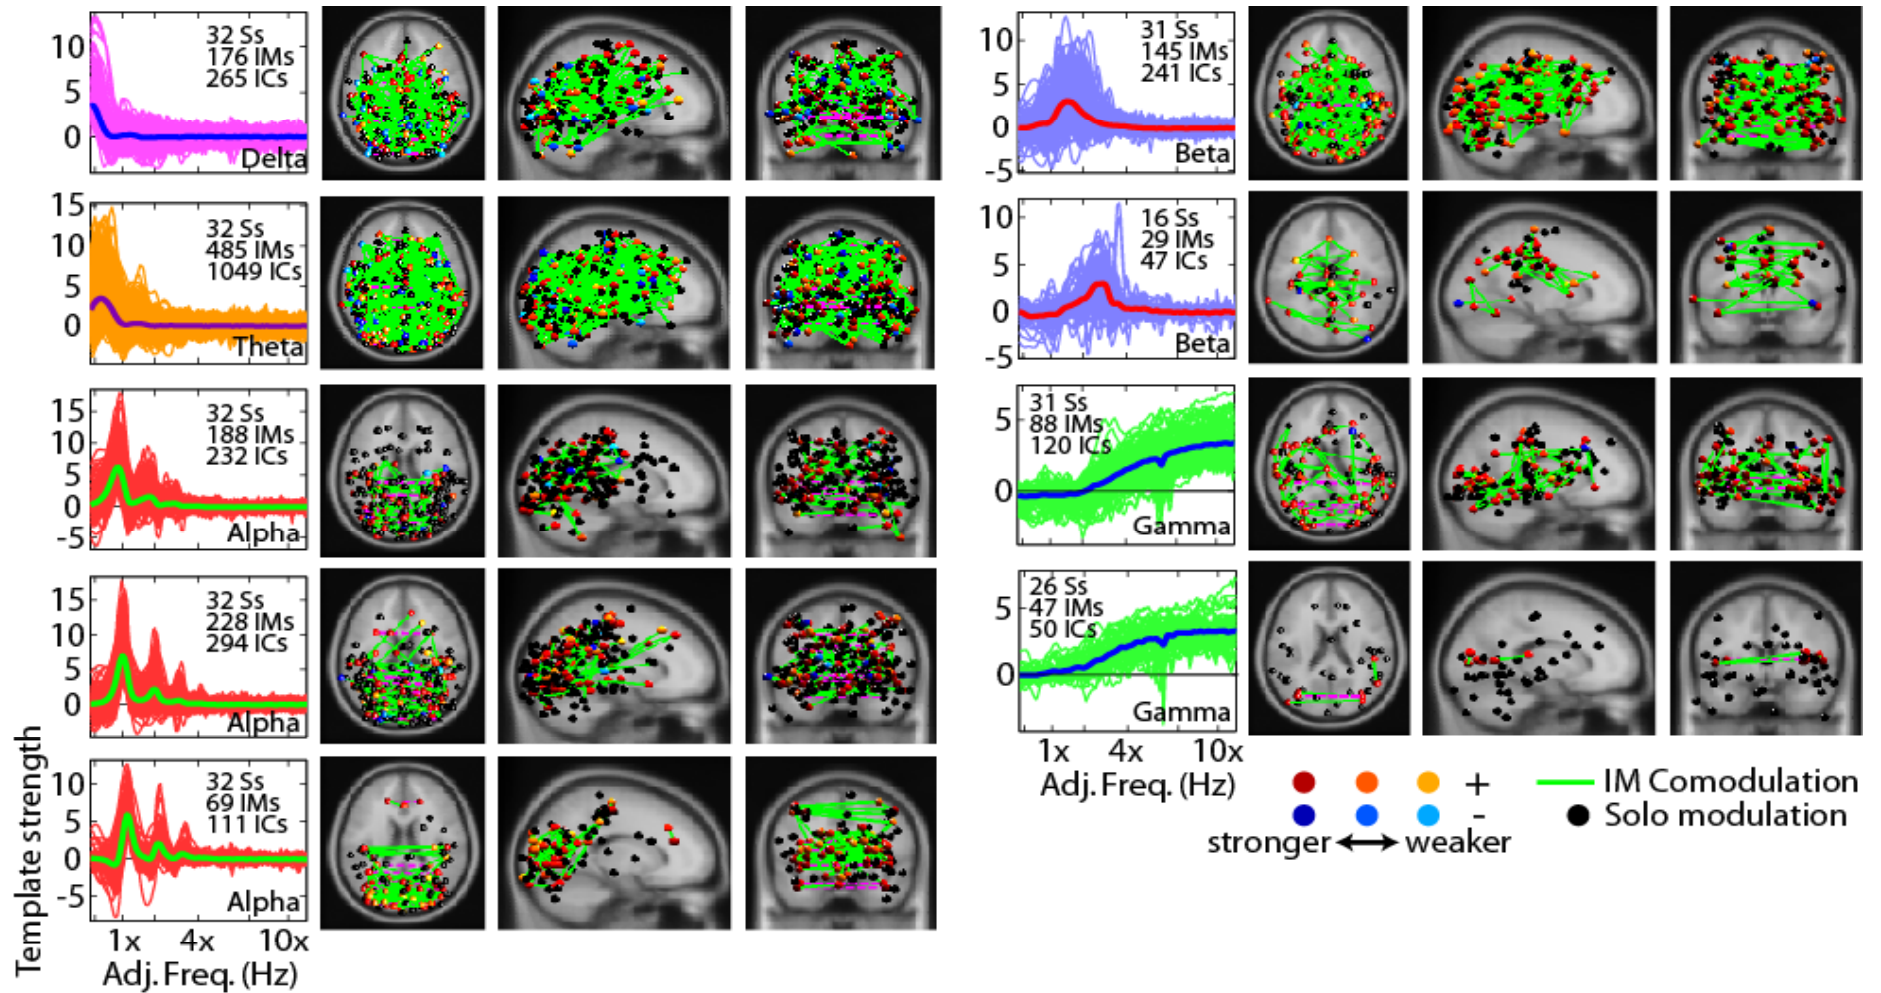 10
5
0
32 Ss
176 IMs
265 ICs
Delta
15
10
5
0
32 Ss
485 IMs
1049 ICs
Theta
15
10
5
0
-5
32 Ss
188 IMs
232 ICs
Alpha
15
10
5
0
32 Ss
228 IMs
294 ICs
Alpha
10
5
0
-5
32 Ss
69 IMs
111 ICs
Alpha
Template strength
1x 4x 10x
Adj. Freq. (Hz)
10
5
0
-5
31 Ss
145 IMs
241 ICs
Beta
10
5
0
-5
16 Ss
29 IMs
47 ICs
Beta
5
0
31 Ss
88 IMs
120 ICs
Gamma
5
0
26 Ss
47 IMs
50 ICs
Gamma
1x 4x 10x
Adj. Freq. (Hz)
+
-
stronger weaker
IM Comodulation
Solo modulation